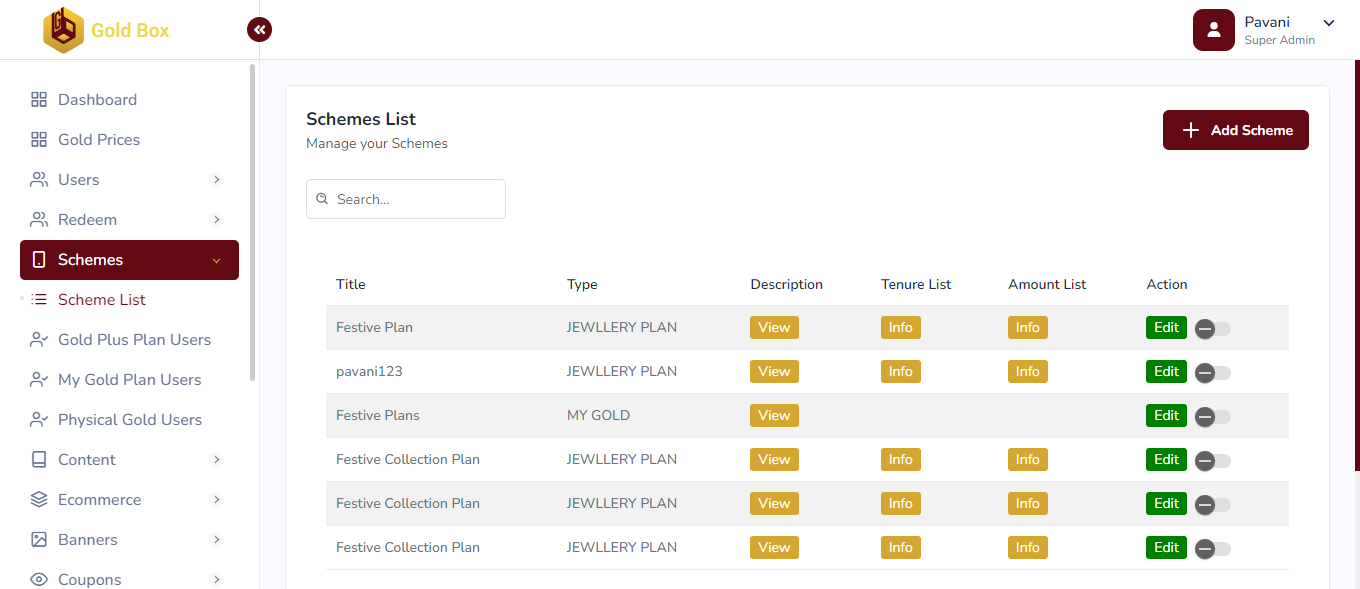 Gold Box
Pavani
Super Admin
Dashboard
Gold Prices
Users
Redeem
Schemes
Scheme List
Gold Plus Plan Users
My Gold Plan Users
Physical Gold Users
Content
Ecommerce
Banners
Coupons
Schemes List
Manage your Schemes
Add Scheme
Search...
Title Type Description Tenure List Amount List Action
Festive Plan JEWLLERY PLAN View Info Info Edit
pavani123 JEWLLERY PLAN View Info Info Edit
Festive Plans MY GOLD View Edit
Festive Collection Plan JEWLLERY PLAN View Info Info Edit
Festive Collection Plan JEWLLERY PLAN View Info Info Edit
Festive Collection Plan JEWLLERY PLAN View Info Info Edit